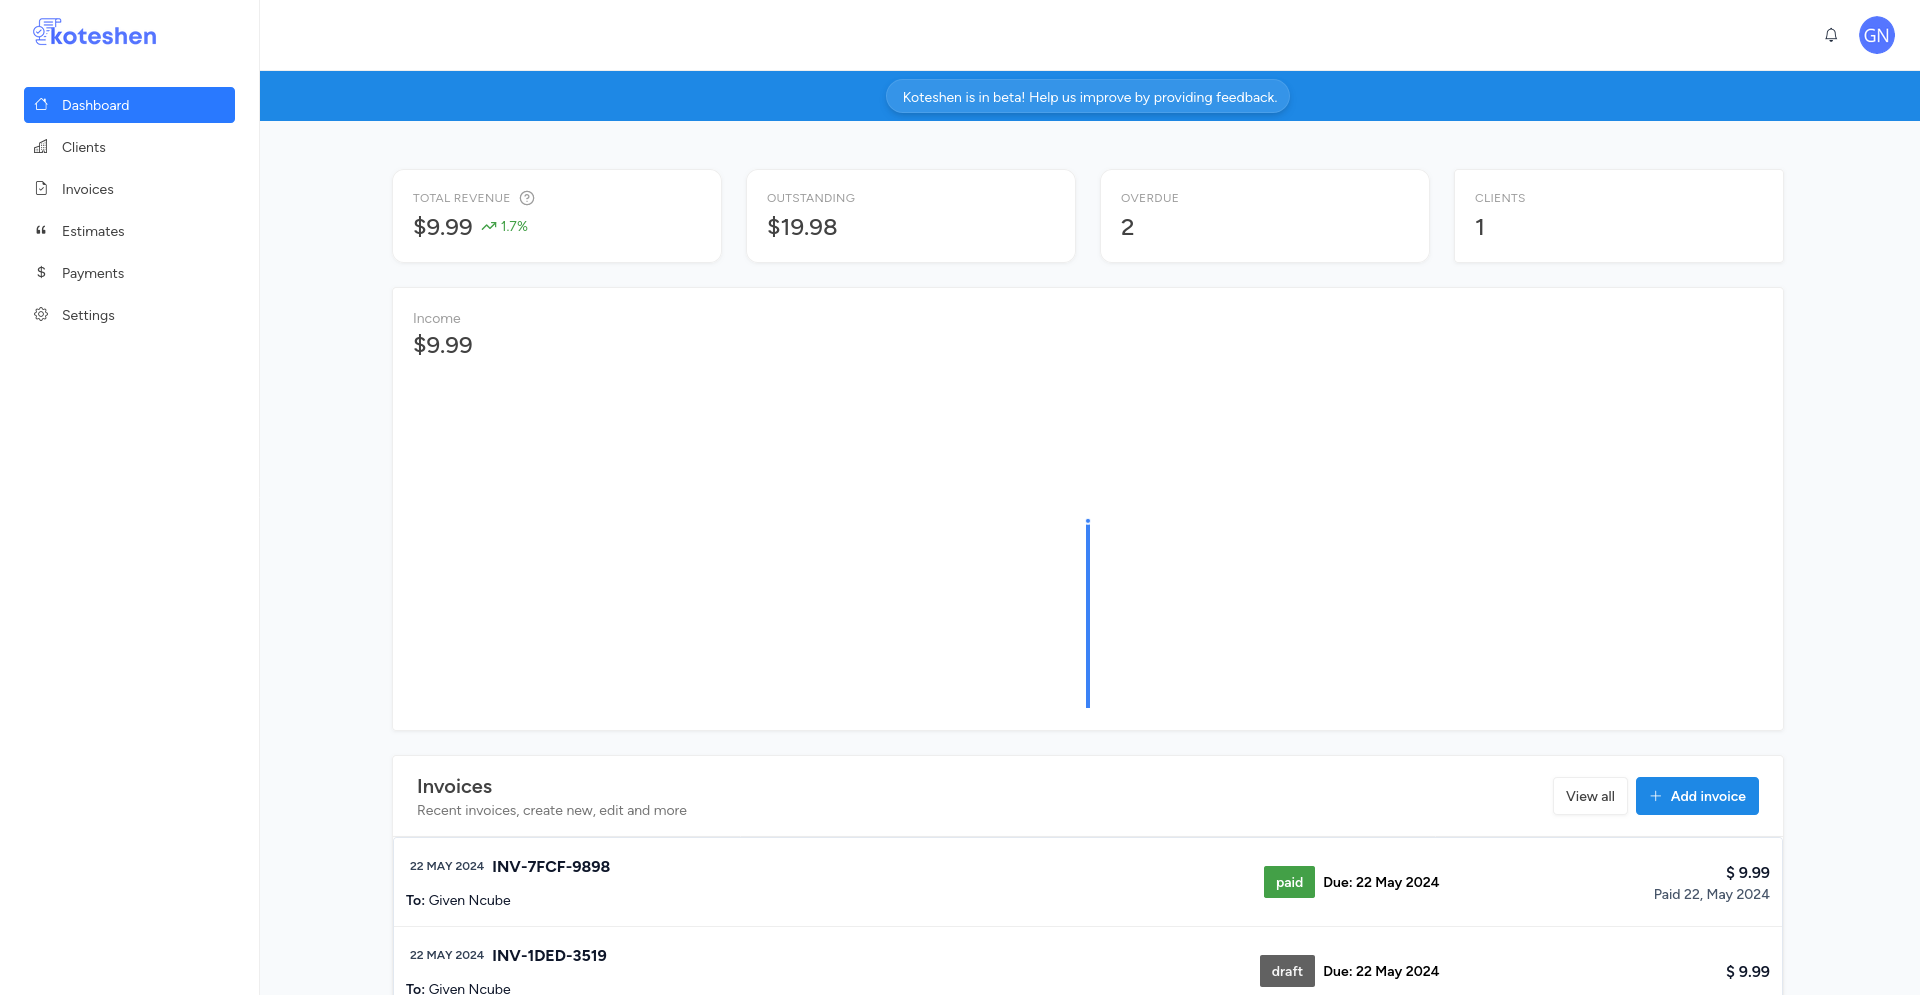 koteshen
GN
Dashboard
Clients
Invoices
Estimates
Payments
Settings
Koteshen is in beta! Help us improve by providing feedback.
TOTAL REVENUE
$9.99 1.7%
OUTSTANDING
$19.98
OVERDUE
2
CLIENTS
1
Income
$9.99
Invoices
Recent invoices, create new, edit and more
View all
Add invoice
22 MAY 2024 INV-7FCF-9898
To: Given Ncube
paid Due: 22 May 2024
$ 9.99
Paid 22, May 2024
22 MAY 2024 INV-1DED-3519
To: Given Ncube
draft Due: 22 May 2024
$ 9.99